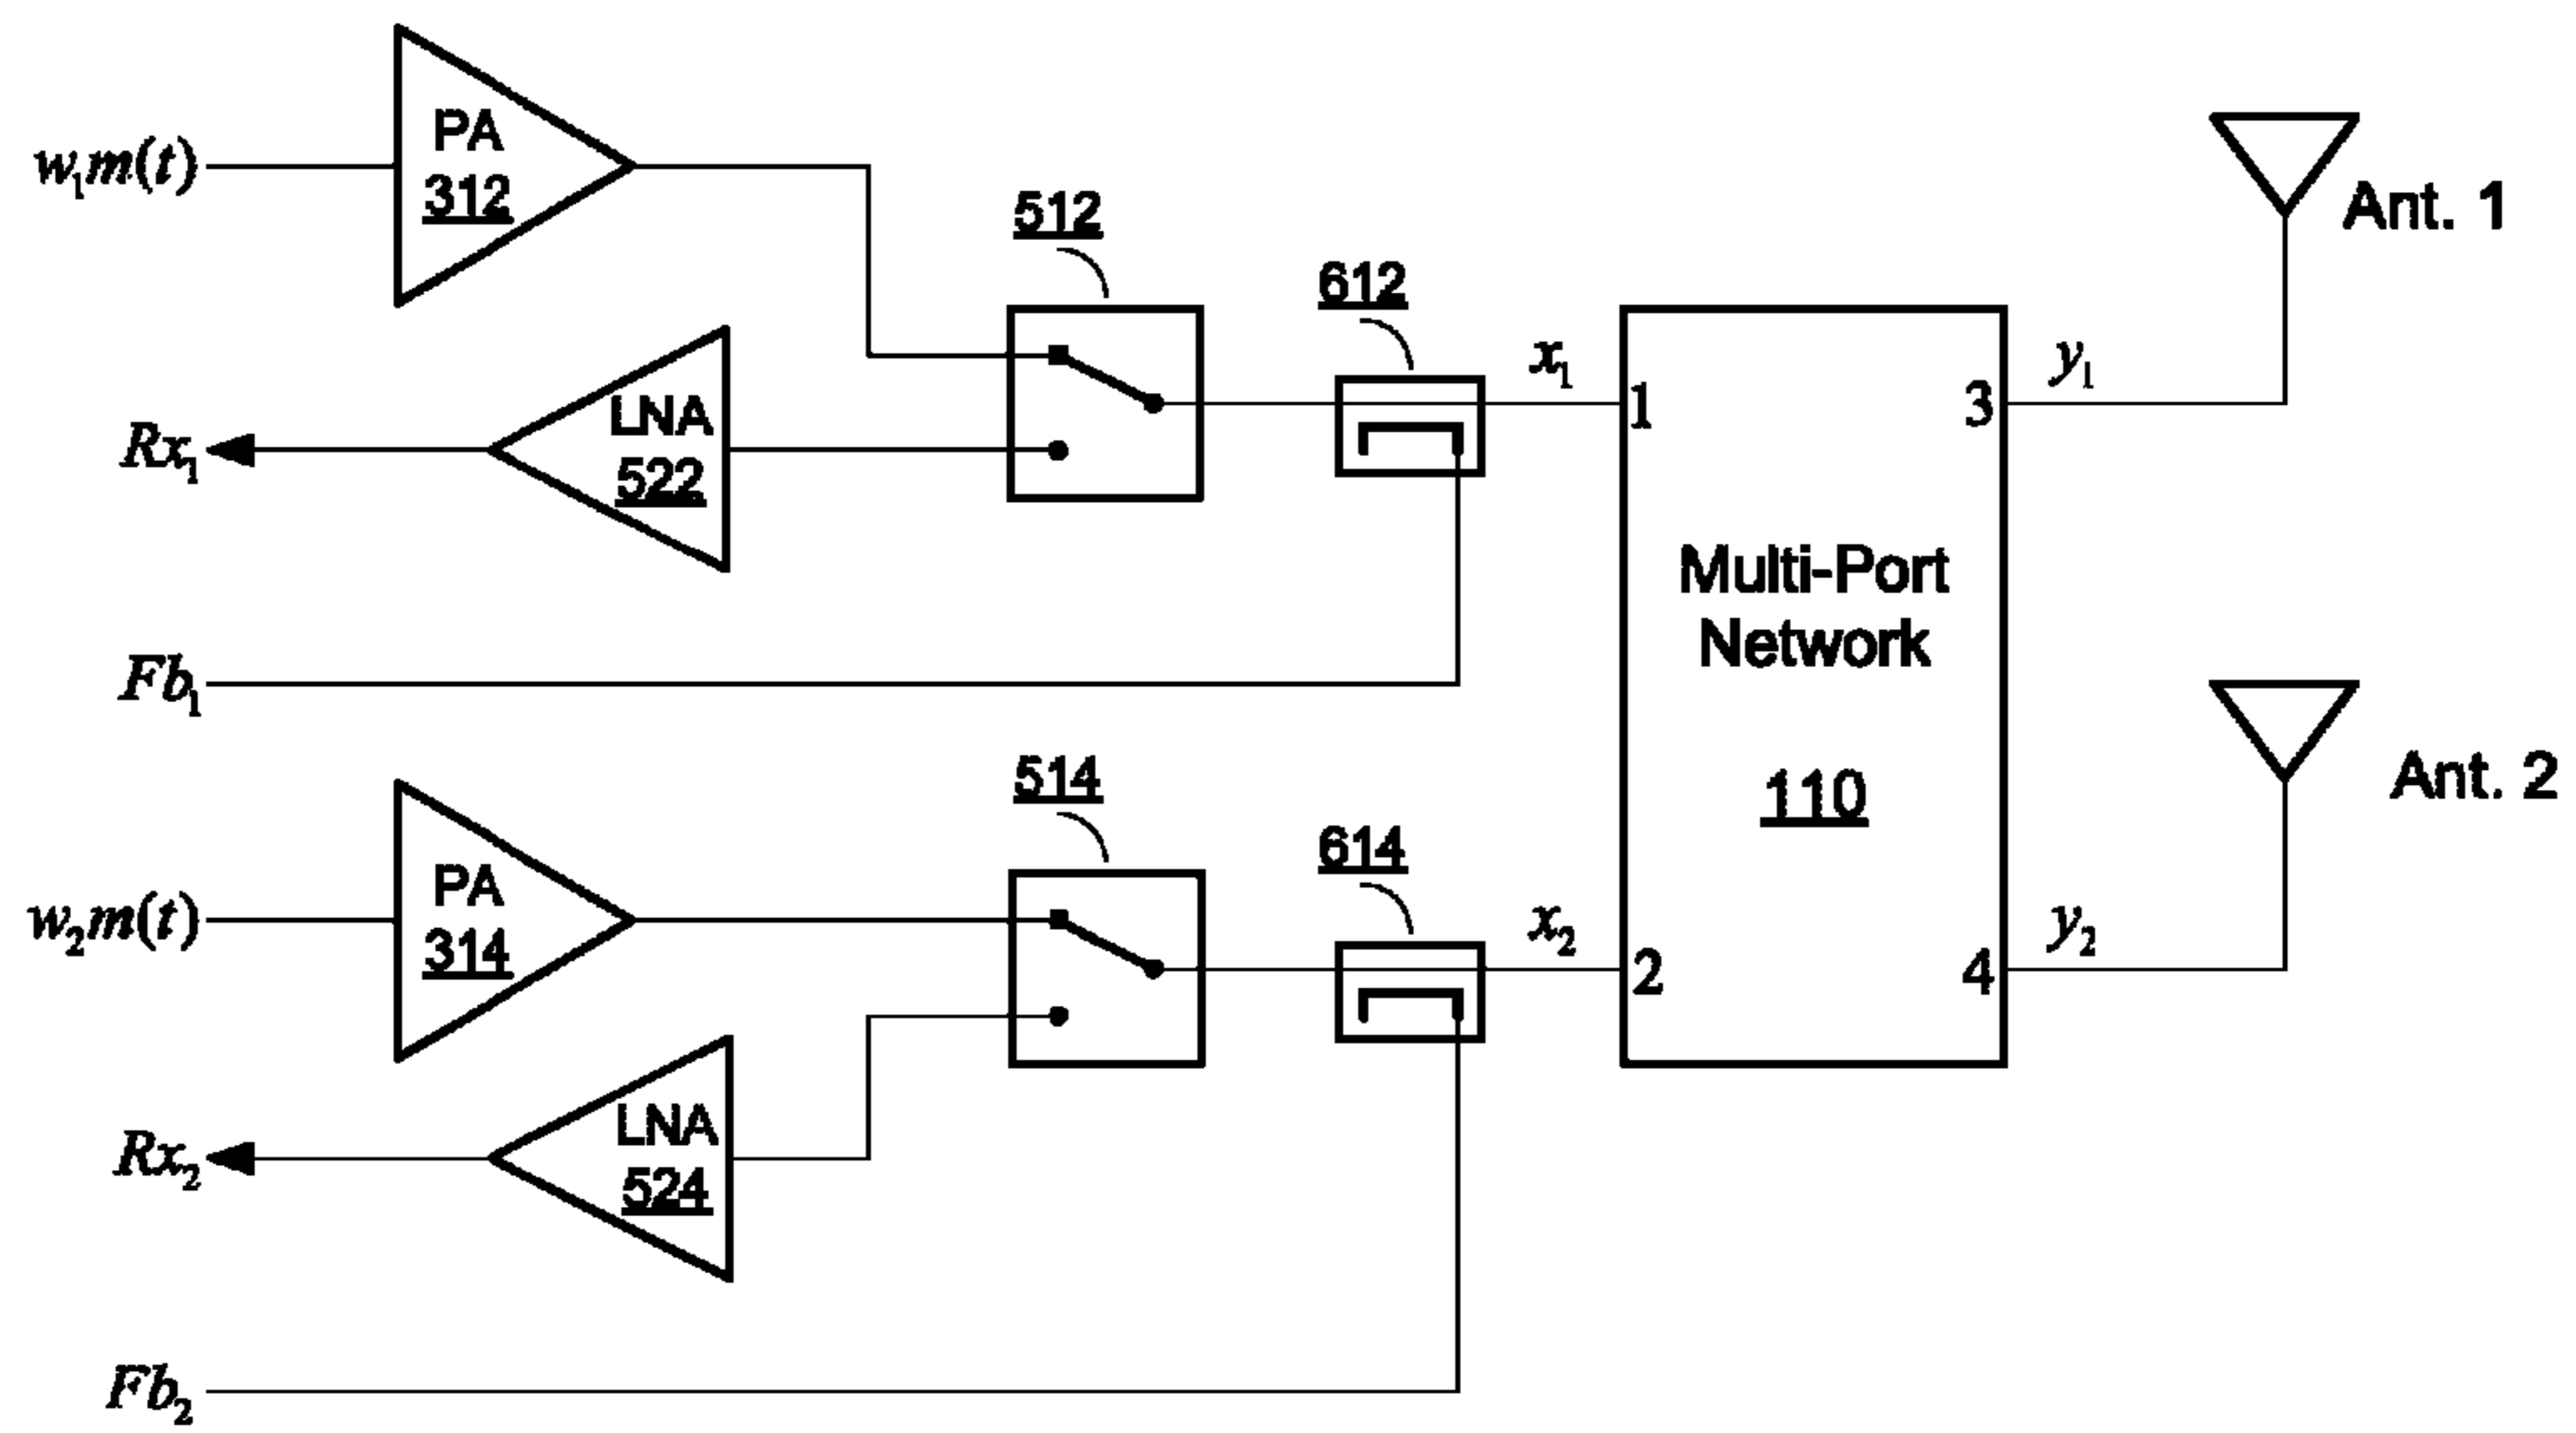 w₁m(t)
PA
312
512
612
x₁
1
3
y₁
Ant. 1
Rx₁
LNA
522
Multi-Port
Network
110
Fb₁
w₂m(t)
PA
314
514
614
x₂
2
4
y₂
Ant. 2
Rx₂
LNA
524
Fb₂